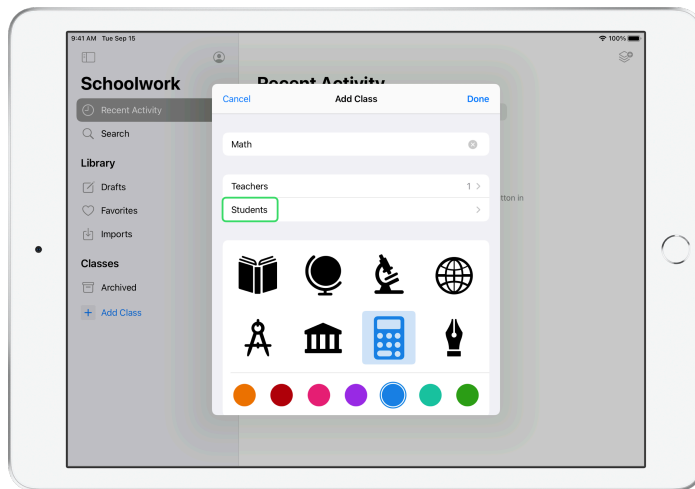 9:41 AM Tue Sep 15
100%
Schoolwork
Recent Activity
Search
Library
Drafts
Favorites
Imports
Classes
Archived
+ Add Class
Recent Activity
Cancel
Add Class
Done
Math
Teachers
1
Students
tton in